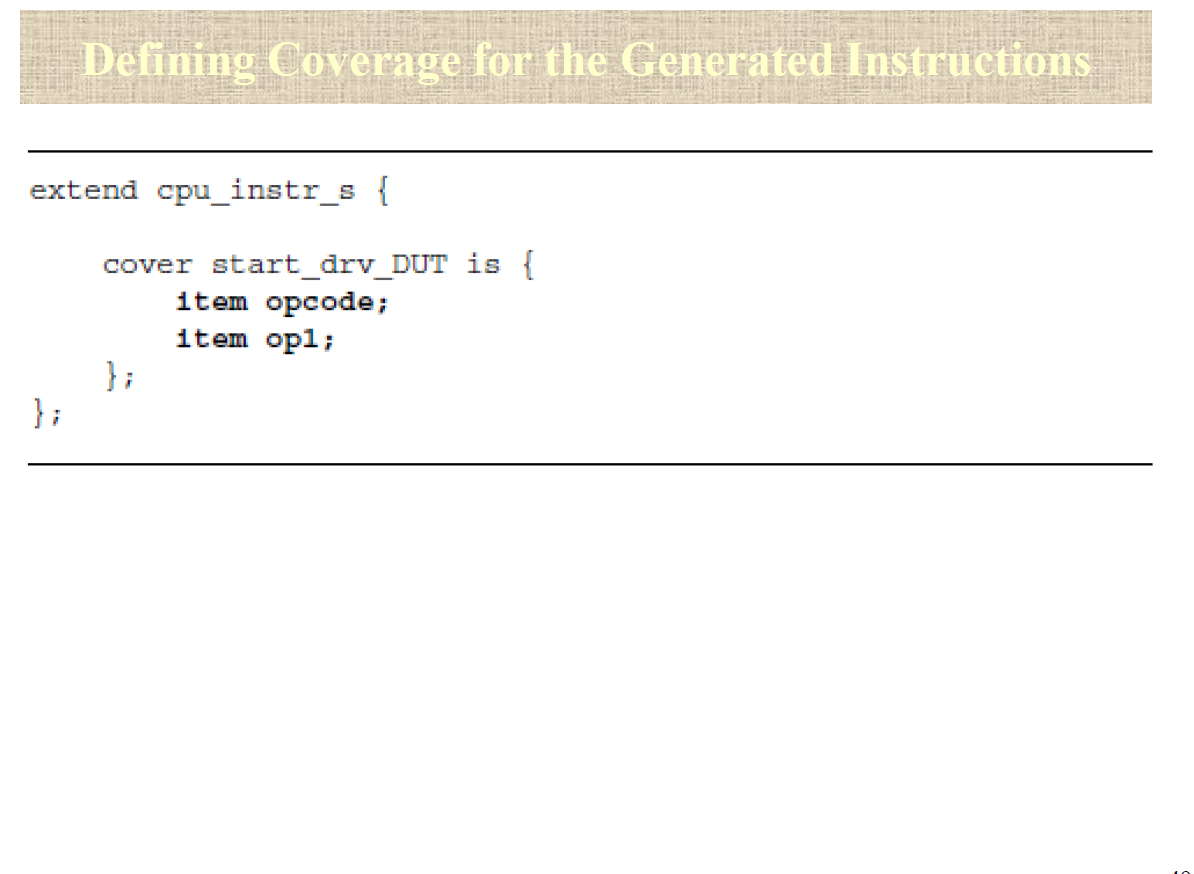 Defining Coverage for the Generated Instructions
extend cpu_instr_s {
cover start_drv_DUT is {
item opcode;
item op1;
};
};